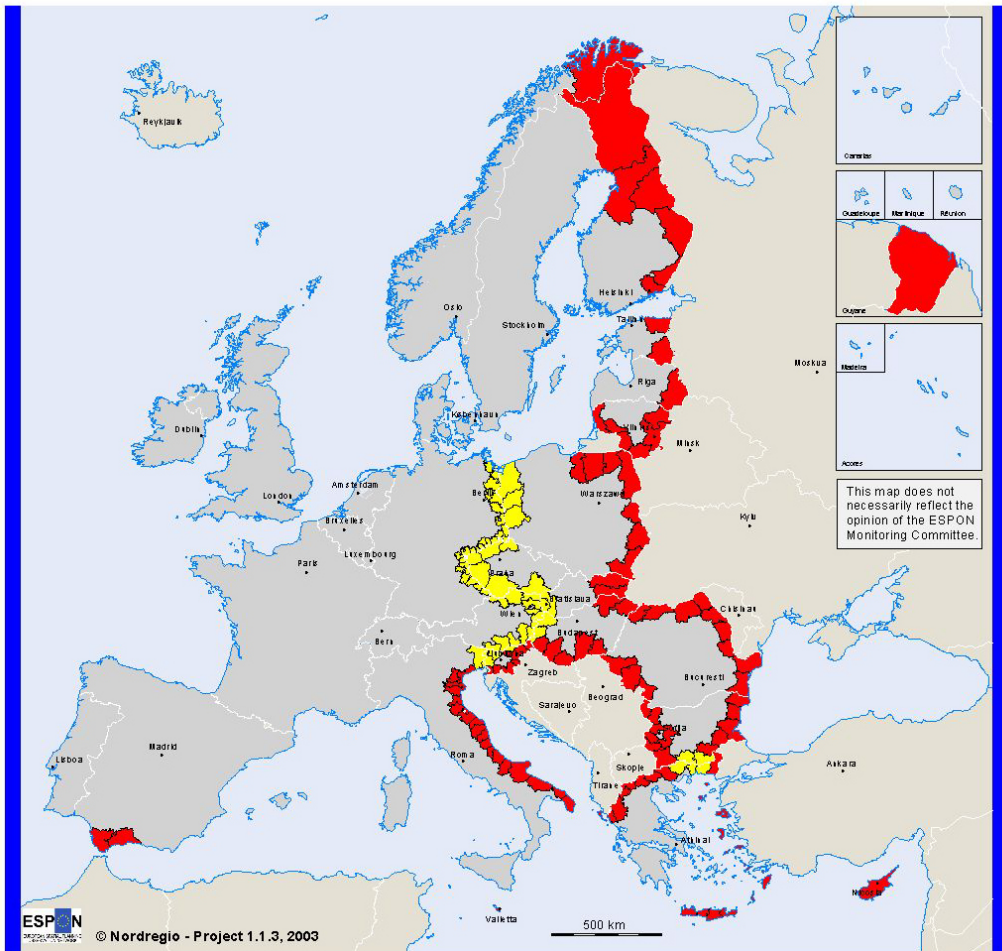 Reykjavik
Canarias
Guadeloupe
Martinique
Réunion
Guyane
Helsinki
Oslo
Stockholm
Moskva
Madeira
Riga
København
Dublin
Vilnius
Minsk
Acores
Amsterdam
Berlin
Warszawa
London
This map does not
necessarily reflect the
opinion of the ESPON
Monitoring Committee.
Bruxelles
Kyiv
Luxembourg
Paris
Praha
Bratislava
Chisinau
Wien
Bern
Budapest
Zagreb
Bucuresti
Beograd
Sarajevo
Madrid
Roma
Skopje
Lisboa
Tirane
Ankara
Athinai
Nicosia
Valletta
500 km
ESPON
© Nordregio - Project 1.1.3, 2003